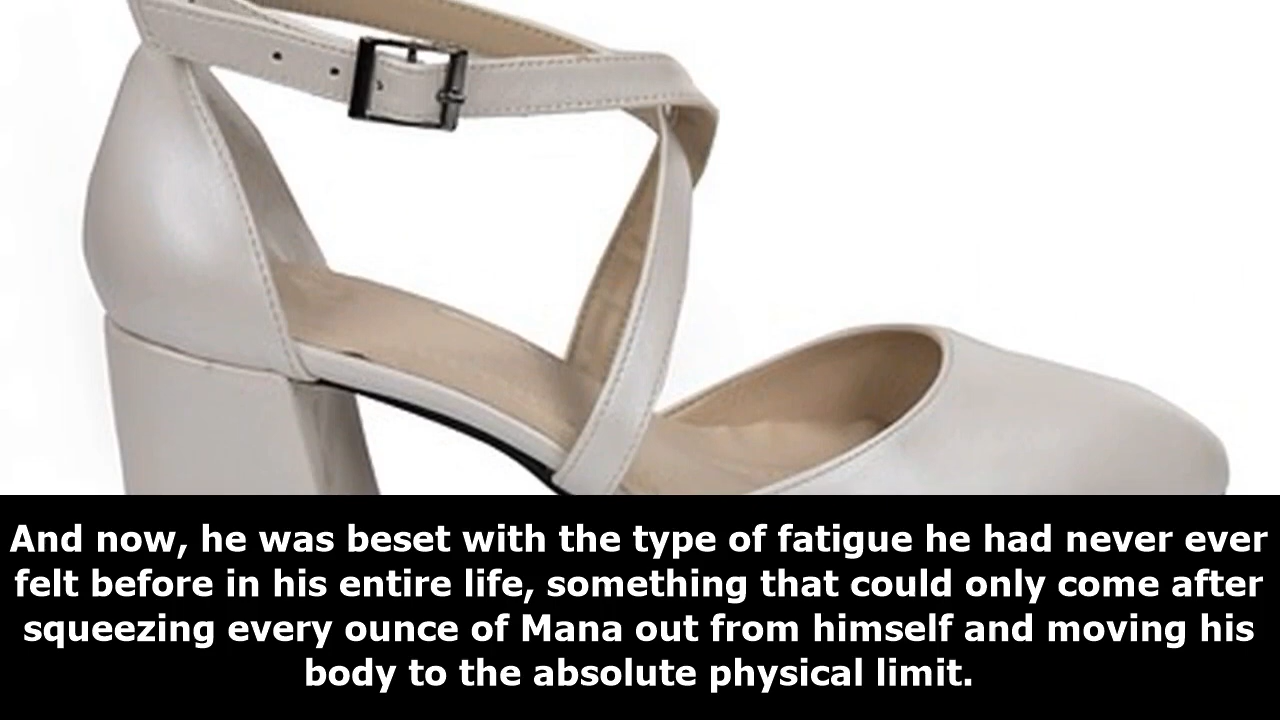 And now, he was beset with the type of fatigue he had never ever
felt before in his entire life, something that could only come after
squeezing every ounce of Mana out from himself and moving his
body to the absolute physical limit.